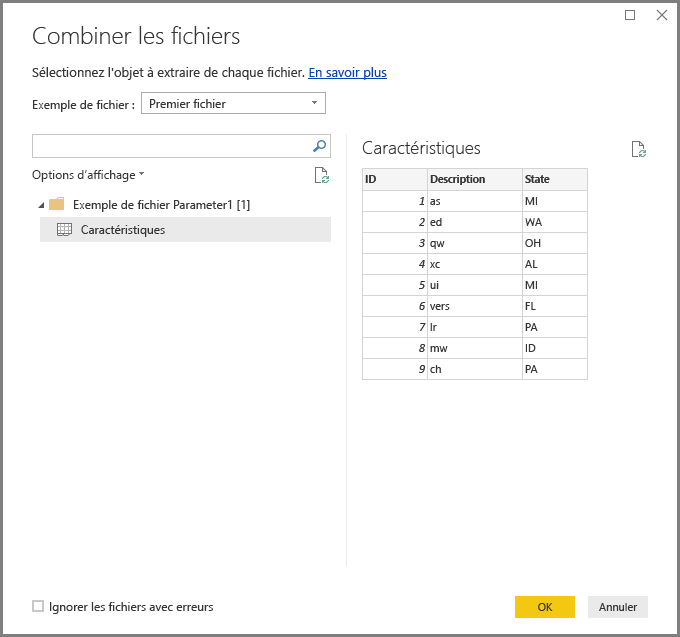 Combiner les fichiers
Sélectionnez l'objet à extraire de chaque fichier. En savoir plus
Exemple de fichier : Premier fichier
Options d'affichage
Exemple de fichier Parameter1 [1]
Caractéristiques
Caractéristiques
ID Description State
1 as MI
2 ed WA
3 qw OH
4 xc AL
5 ui MI
6 vers FL
7 lr PA
8 mw ID
9 ch PA
Ignorer les fichiers avec erreurs
OK Annuler